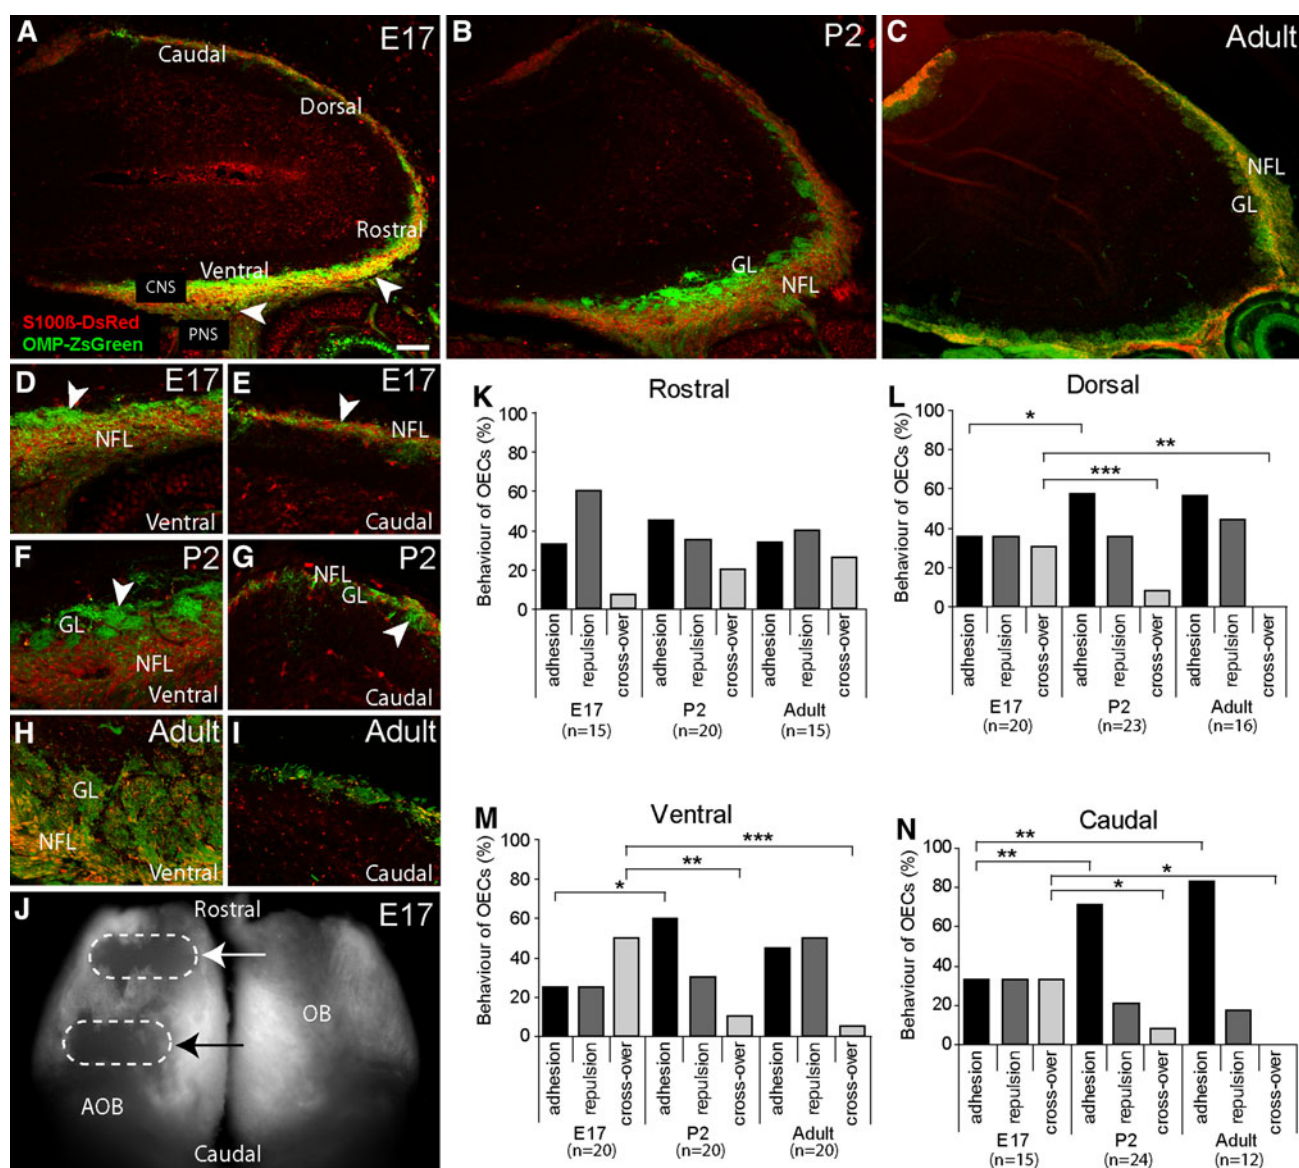 A E17
Caudal
Dorsal
Rostral
Ventral
CNS
PNS
S100ß-DsRed
OMP-ZsGreen
B P2
GL
NFL
C Adult
NFL
GL
D E17
NFL
Ventral
E E17
NFL
Caudal
F P2
GL
NFL
Ventral
G P2
NFL
GL
Caudal
H Adult
GL
NFL
Ventral
I Adult
Caudal
J E17
Rostral
OB
AOB
Caudal
K Rostral
Behaviour of OECs (%)
100
80
60
40
20
0
adhesion repulsion cross-over adhesion repulsion cross-over adhesion repulsion cross-over
E17 P2 Adult
(n=15) (n=20) (n=15)
L Dorsal
Behaviour of OECs (%)
100
80
60
40
20
0
*
**
***
adhesion repulsion cross-over adhesion repulsion cross-over adhesion repulsion cross-over
E17 P2 Adult
(n=20) (n=23) (n=16)
M Ventral
Behaviour of OECs (%)
100
80
60
40
20
0
***
**
*
adhesion repulsion cross-over adhesion repulsion cross-over adhesion repulsion cross-over
E17 P2 Adult
(n=20) (n=20) (n=20)
N Caudal
Behaviour of OECs (%)
100
80
60
40
20
0
**
**
*
*
adhesion repulsion cross-over adhesion repulsion cross-over adhesion repulsion cross-over
E17 P2 Adult
(n=15) (n=24) (n=12)